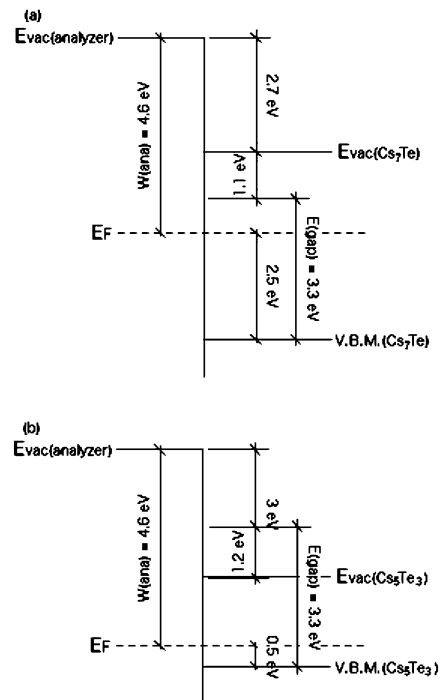 (a)
Evac(analyzer)
2.7 eV
W(ana) = 4.6 eV
Evac(Cs₇Te)
1.1 eV
EF
E(gap) = 3.3 eV
2.5 eV
V.B.M.(Cs₇Te)
(b)
Evac(analyzer)
3 eV
W(ana) = 4.6 eV
1.2 eV
Evac(Cs₅Te₃)
E(gap) = 3.3 eV
EF
0.5 eV
V.B.M.(Cs₅Te₃)